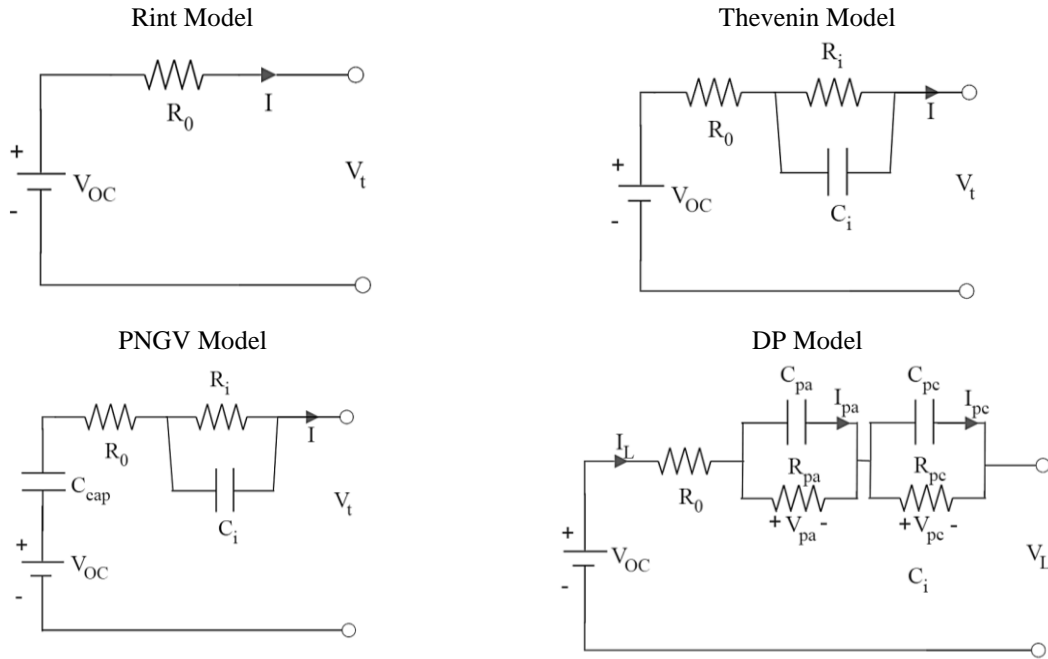 Rint Model
R0
I
+
VOC
-
Vt
Thevenin Model
Ri
R0
I
+
VOC
-
Ci
Vt
PNGV Model
Ri
R0
I
Ccap
Ci
Vt
+
VOC
-
DP Model
Cpa
Cpc
IL
Ipa
Ipc
R0
Rpa
Rpc
+ Vpa -
+ Vpc -
+
VOC
-
Ci
VL